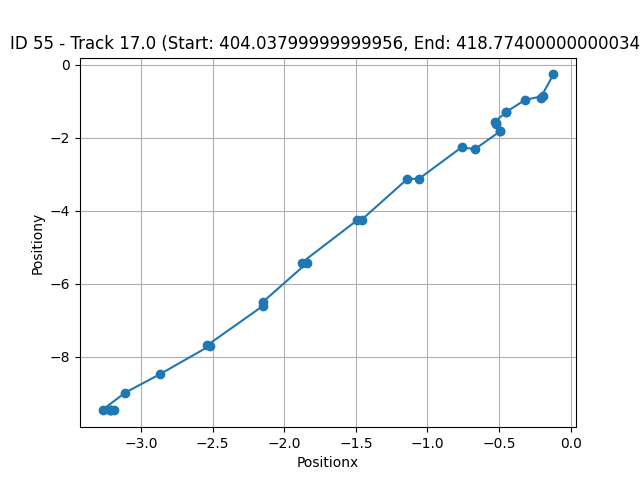 ID 55 - Track 17.0 (Start: 404.03799999999956, End: 418.77400000000034
Positiony
0
−2
−4
−6
−8
−3.0 −2.5 −2.0 −1.5 −1.0 −0.5 0.0
Positionx